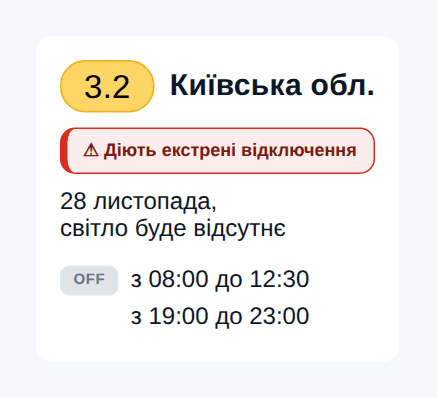 3.2 Київська обл.
⚠ Діють екстрені відключення
28 листопада,
світло буде відсутнє
OFF з 08:00 до 12:30
з 19:00 до 23:00